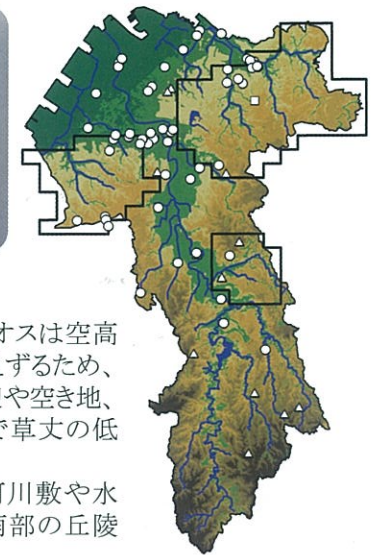 オスは空高
えずるため、
や空き地、
で草丈の低
河川敷や水
南部の丘陵